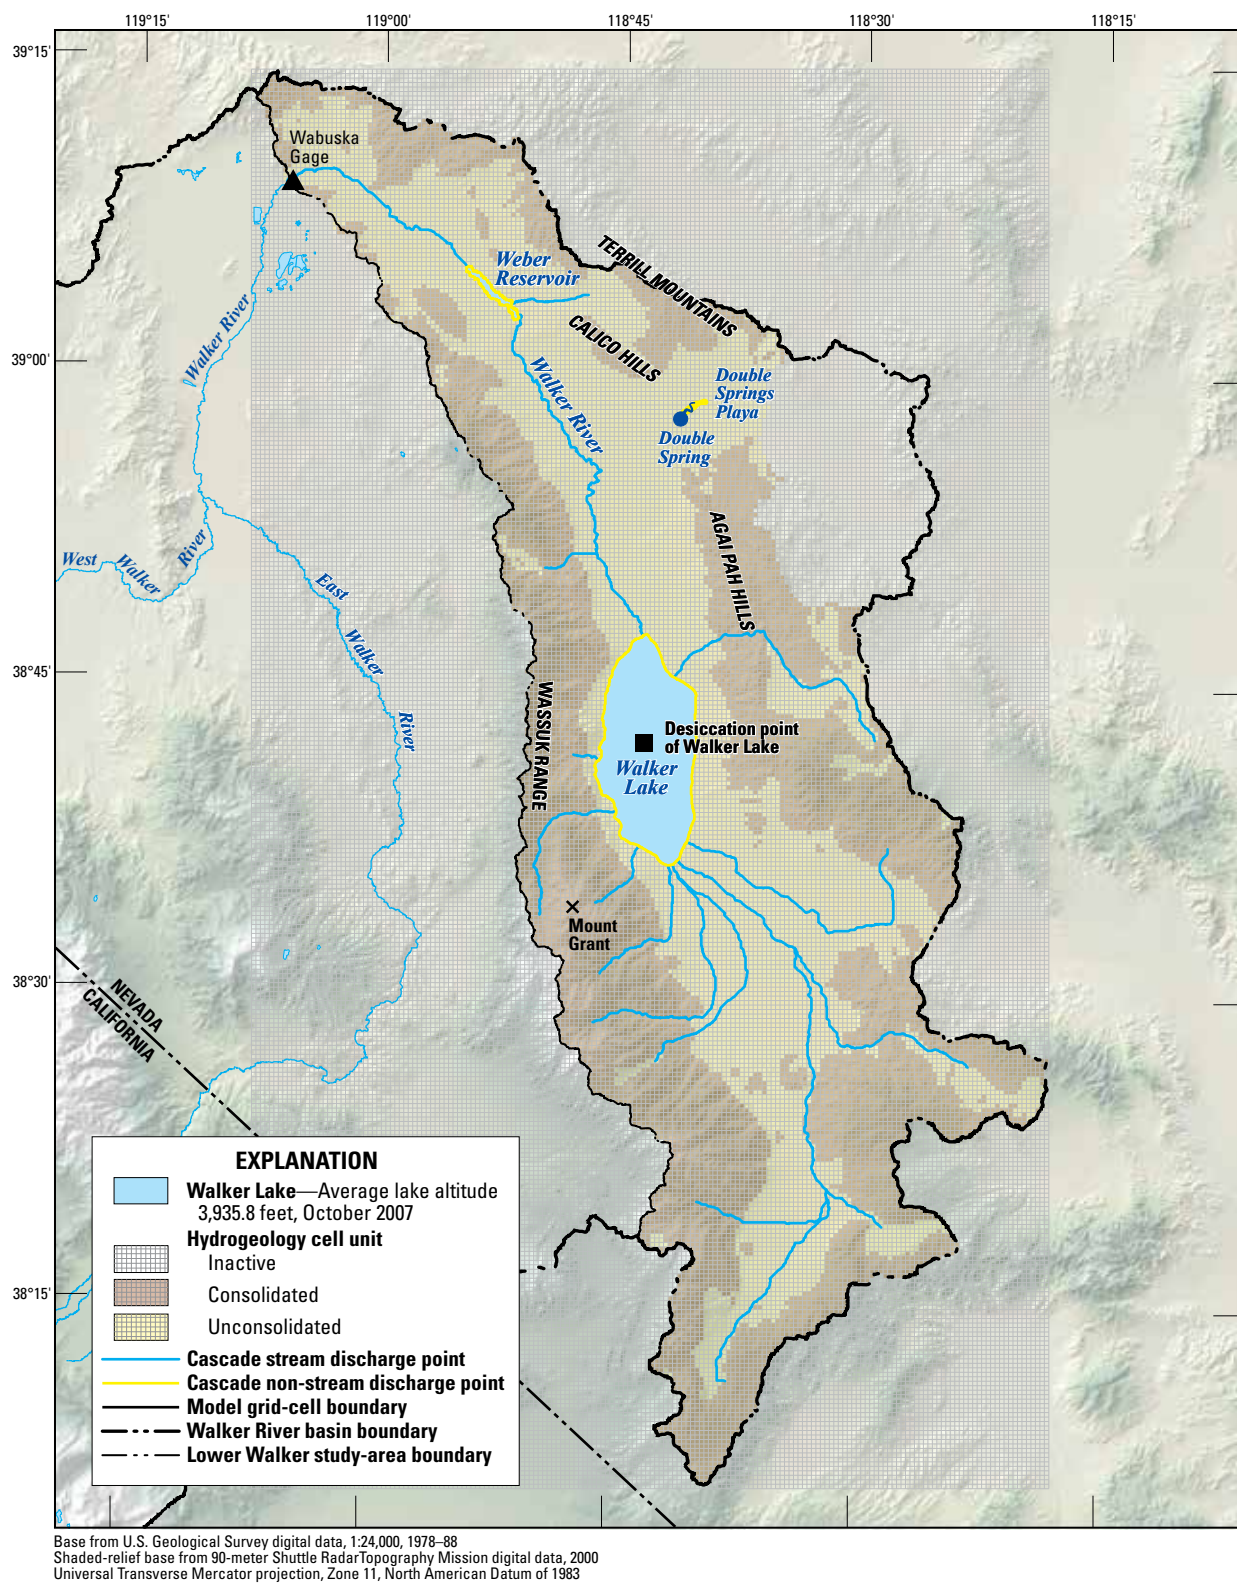 119°15'
119°00'
118°45'
118°30'
118°15'
39°15'
Wabuska
Gage
Weber
Reservoir
TERRILL MOUNTAINS
CALICO HILLS
Walker River
39°00'
Walker River
Double
Springs
Playa
Double
Spring
AGAI PAH HILLS
West
Walker
River
East
Walker
River
38°45'
WASSUK RANGE
Desiccation point
of Walker Lake
Walker
Lake
Mount
Grant
38°30'
NEVADA
CALIFORNIA
38°15'
EXPLANATION
Walker Lake—Average lake altitude
3,935.8 feet, October 2007
Hydrogeology cell unit
Inactive
Consolidated
Unconsolidated
Cascade stream discharge point
Cascade non-stream discharge point
Model grid-cell boundary
Walker River basin boundary
Lower Walker study-area boundary
Base from U.S. Geological Survey digital data, 1:24,000, 1978–88
Shaded-relief base from 90-meter Shuttle RadarTopography Mission digital data, 2000
Universal Transverse Mercator projection, Zone 11, North American Datum of 1983